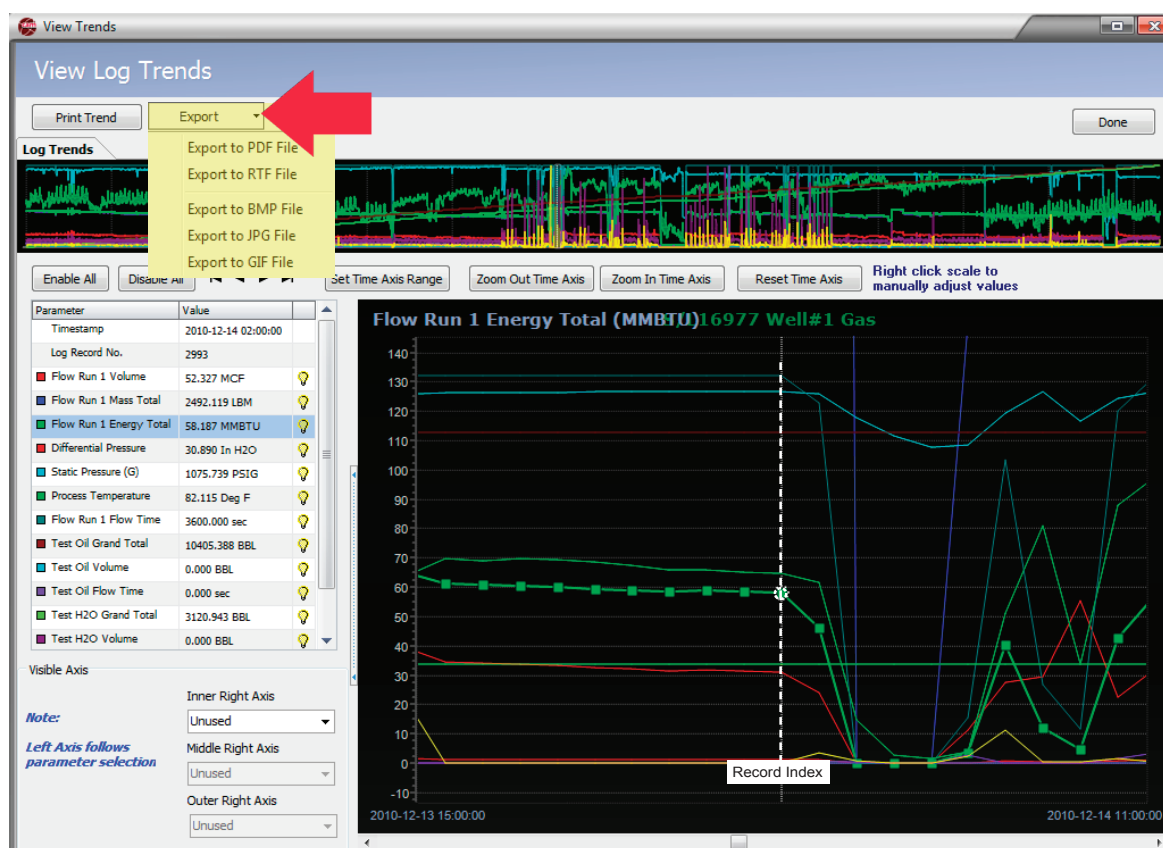 View Trends
View Log Trends
Print Trend
Export
Done
Export to PDF File
Export to RTF File
Export to BMP File
Export to JPG File
Export to GIF File
Log Trends
Enable All
Disable All
Set Time Axis Range
Zoom Out Time Axis
Zoom In Time Axis
Reset Time Axis
Right click scale to
manually adjust values
Parameter Value
Timestamp 2010-12-14 02:00:00
Log Record No. 2993
Flow Run 1 Volume 52.327 MCF
Flow Run 1 Mass Total 2492.119 LBM
Flow Run 1 Energy Total 58.187 MMBTU
Differential Pressure 30.890 In H2O
Static Pressure (G) 1075.739 PSIG
Process Temperature 82.115 Deg F
Flow Run 1 Flow Time 3600.000 sec
Test Oil Grand Total 10405.388 BBL
Test Oil Volume 0.000 BBL
Test Oil Flow Time 0.000 sec
Test H2O Grand Total 3120.943 BBL
Test H2O Volume 0.000 BBL
Visible Axis
Inner Right Axis
Note:
Unused
Left Axis follows
parameter selection
Middle Right Axis
Unused
Outer Right Axis
Unused
Flow Run 1 Energy Total (MMBTU)
16977 Well#1 Gas
140
130
120
110
100
90
80
70
60
50
40
30
20
10
0
-10
Record Index
2010-12-13 15:00:00
2010-12-14 11:00:00